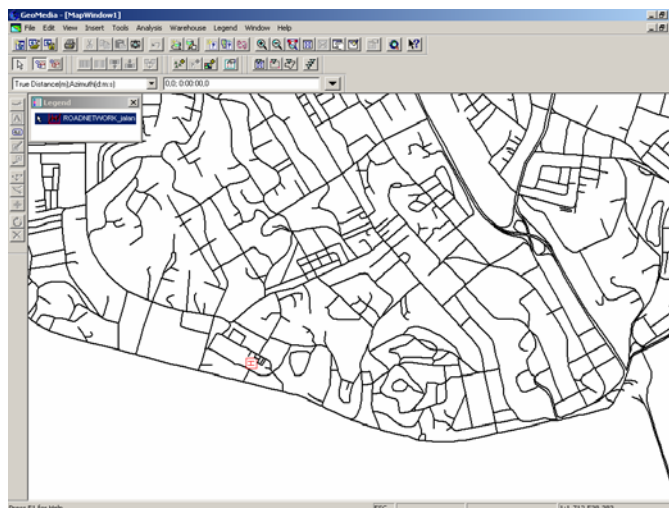 GeoMedia - [MapWindow1]
File Edit View Insert Tools Analysis Warehouse Legend Window Help
True Distance(m);Azimuth(d:m:s) 0,0; 0:00:00,0
Legend
ROADNETWORK_jalan
Press F1 for Help
ESC